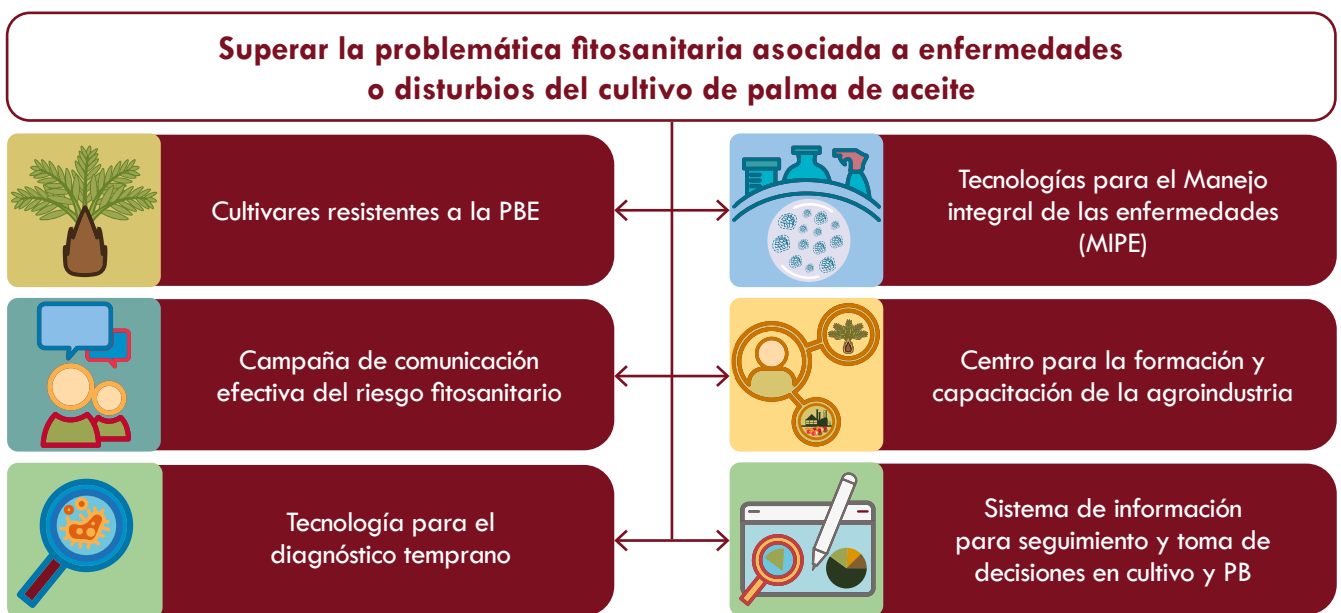 Superar la problemática fitosanitaria asociada a enfermedades
o disturbios del cultivo de palma de aceite
Cultivares resistentes a la PBE
Tecnologías para el Manejo
integral de las enfermedades
(MIPE)
Campaña de comunicación
efectiva del riesgo fitosanitario
Centro para la formación y
capacitación de la agroindustria
Tecnología para el
diagnóstico temprano
Sistema de información
para seguimiento y toma de
decisiones en cultivo y PB